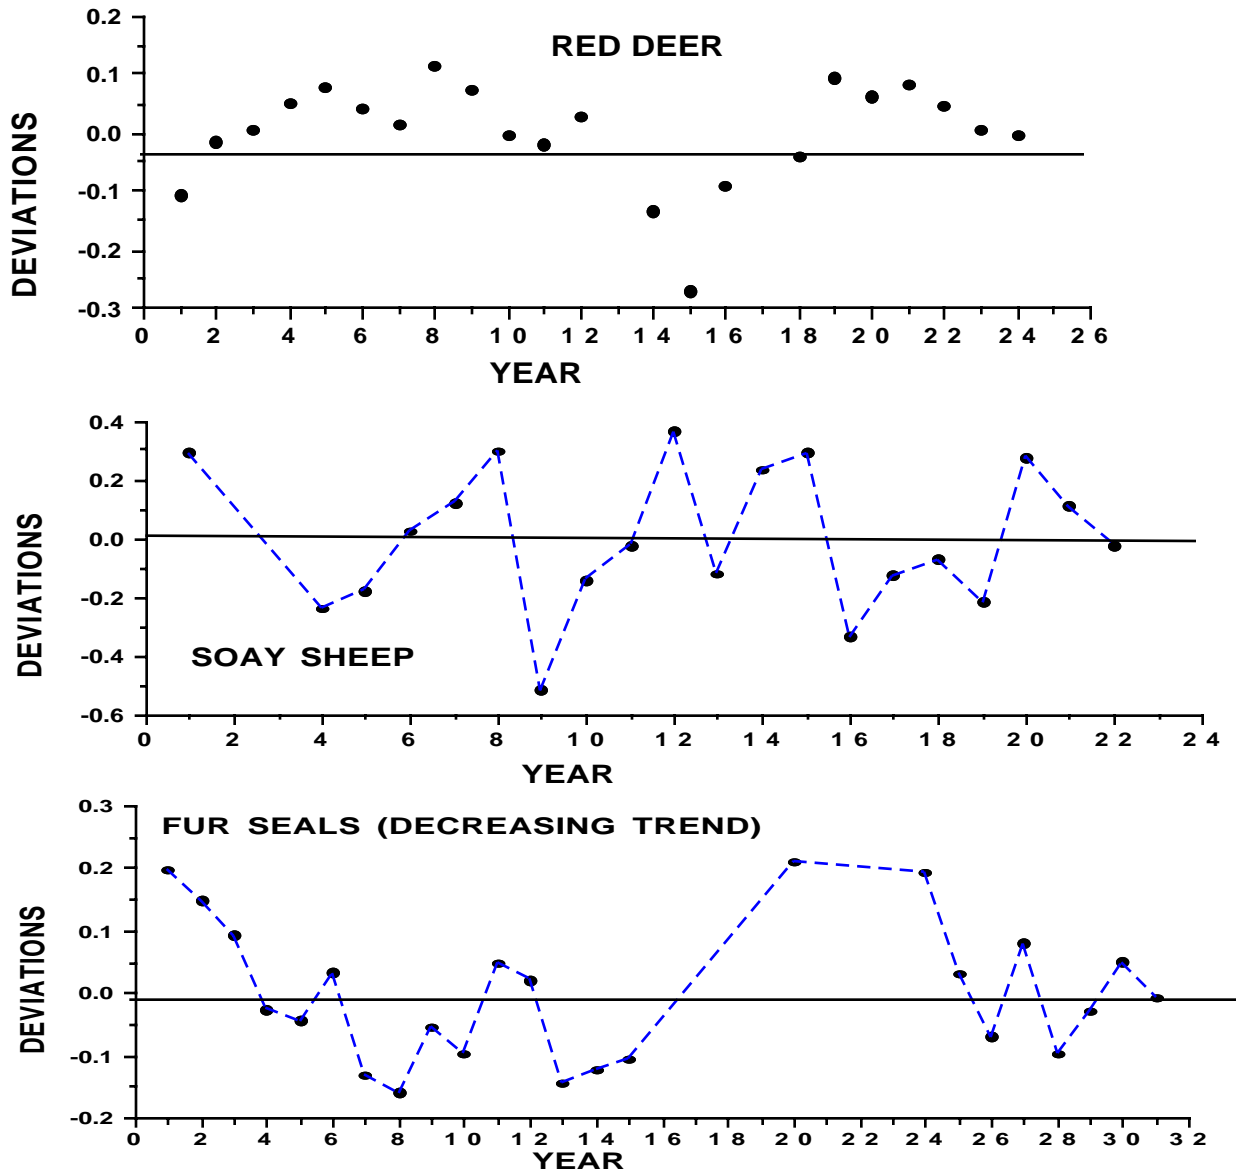 RED DEER
DEVIATIONS
0.2
0.1
0.0
-0.1
-0.2
-0.3
0 2 4 6 8 10 12 14 16 18 20 22 24 26
YEAR
DEVIATIONS
0.4
0.2
0.0
-0.2
-0.4
-0.6
SOAY SHEEP
0 2 4 6 8 10 12 14 16 18 20 22 24
YEAR
FUR SEALS (DECREASING TREND)
DEVIATIONS
0.3
0.2
0.1
0.0
-0.1
-0.2
0 2 4 6 8 10 12 14 16 18 20 22 24 26 28 30 32
YEAR